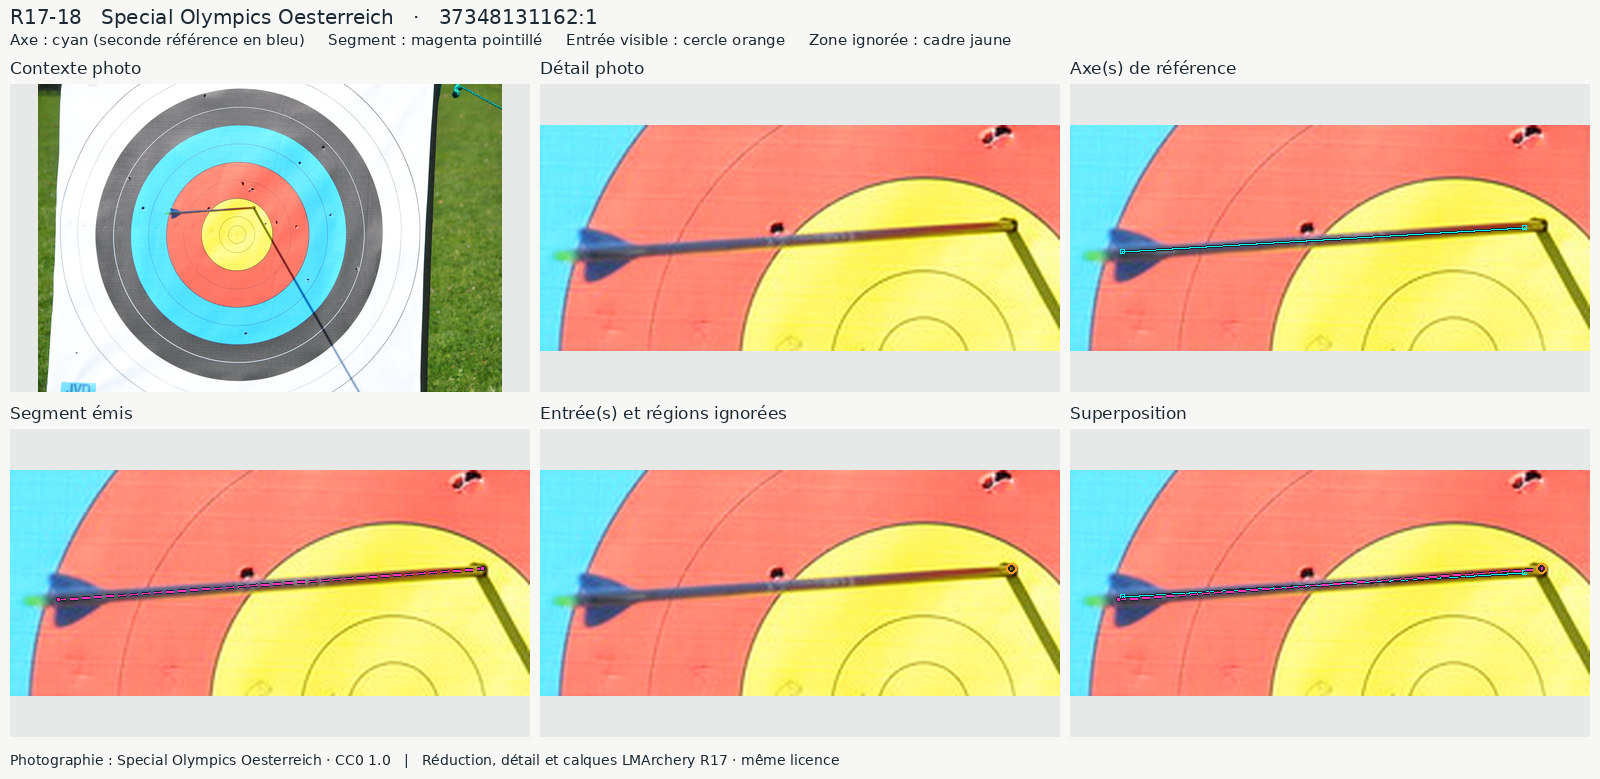 R17-18   Special Olympics Oesterreich   ·   37348131162:1
Axe : cyan (seconde référence en bleu)     Segment : magenta pointillé     Entrée visible : cercle orange     Zone ignorée : cadre jaune
Contexte photo
Détail photo
Axe(s) de référence
JVD
Segment émis
Entrée(s) et régions ignorées
Superposition
Photographie : Special Olympics Oesterreich · CC0 1.0   |   Réduction, détail et calques LMArchery R17 · même licence